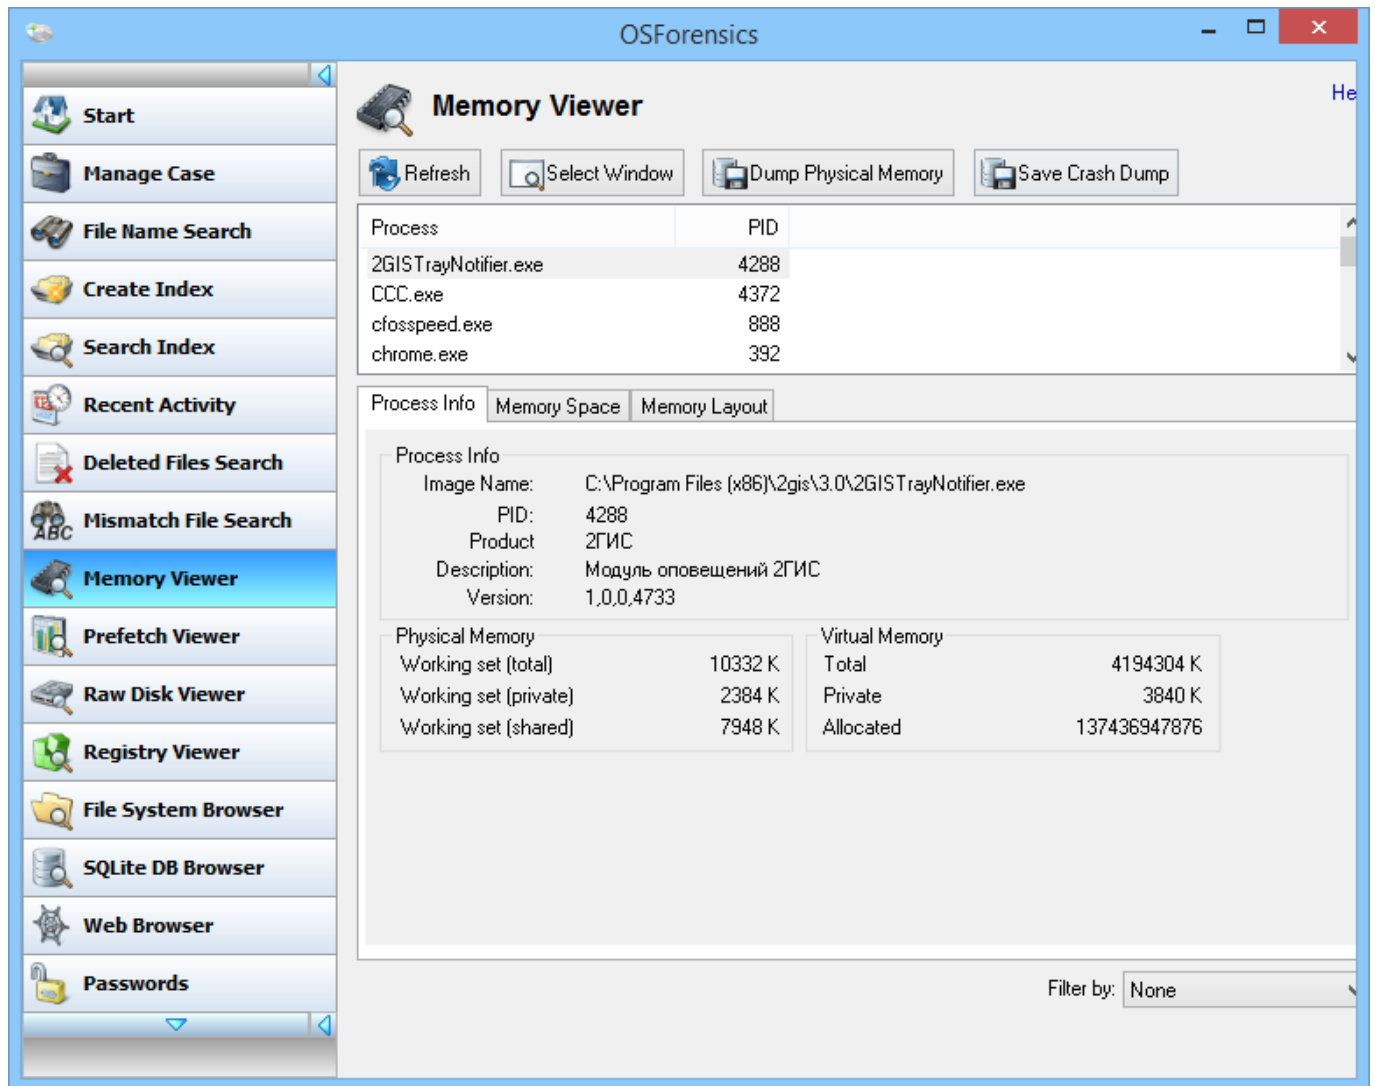 OSForensics
Start
Manage Case
File Name Search
Create Index
Search Index
Recent Activity
Deleted Files Search
Mismatch File Search
Memory Viewer
Prefetch Viewer
Raw Disk Viewer
Registry Viewer
File System Browser
SQLite DB Browser
Web Browser
Passwords
Memory Viewer
He
Refresh Select Window Dump Physical Memory Save Crash Dump
Process PID
2GISTrayNotifier.exe 4288
CCC.exe 4372
cfosspeed.exe 888
chrome.exe 392
Process Info Memory Space Memory Layout
Process Info
Image Name: C:\Program Files (x86)\2gis\3.0\2GISTrayNotifier.exe
PID: 4288
Product 2ГИС
Description: Модуль оповещений 2ГИС
Version: 1,0,0,4733
Physical Memory
Working set (total) 10332 K
Working set (private) 2384 K
Working set (shared) 7948 K
Virtual Memory
Total 4194304 K
Private 3840 K
Allocated 137436947876
Filter by: None